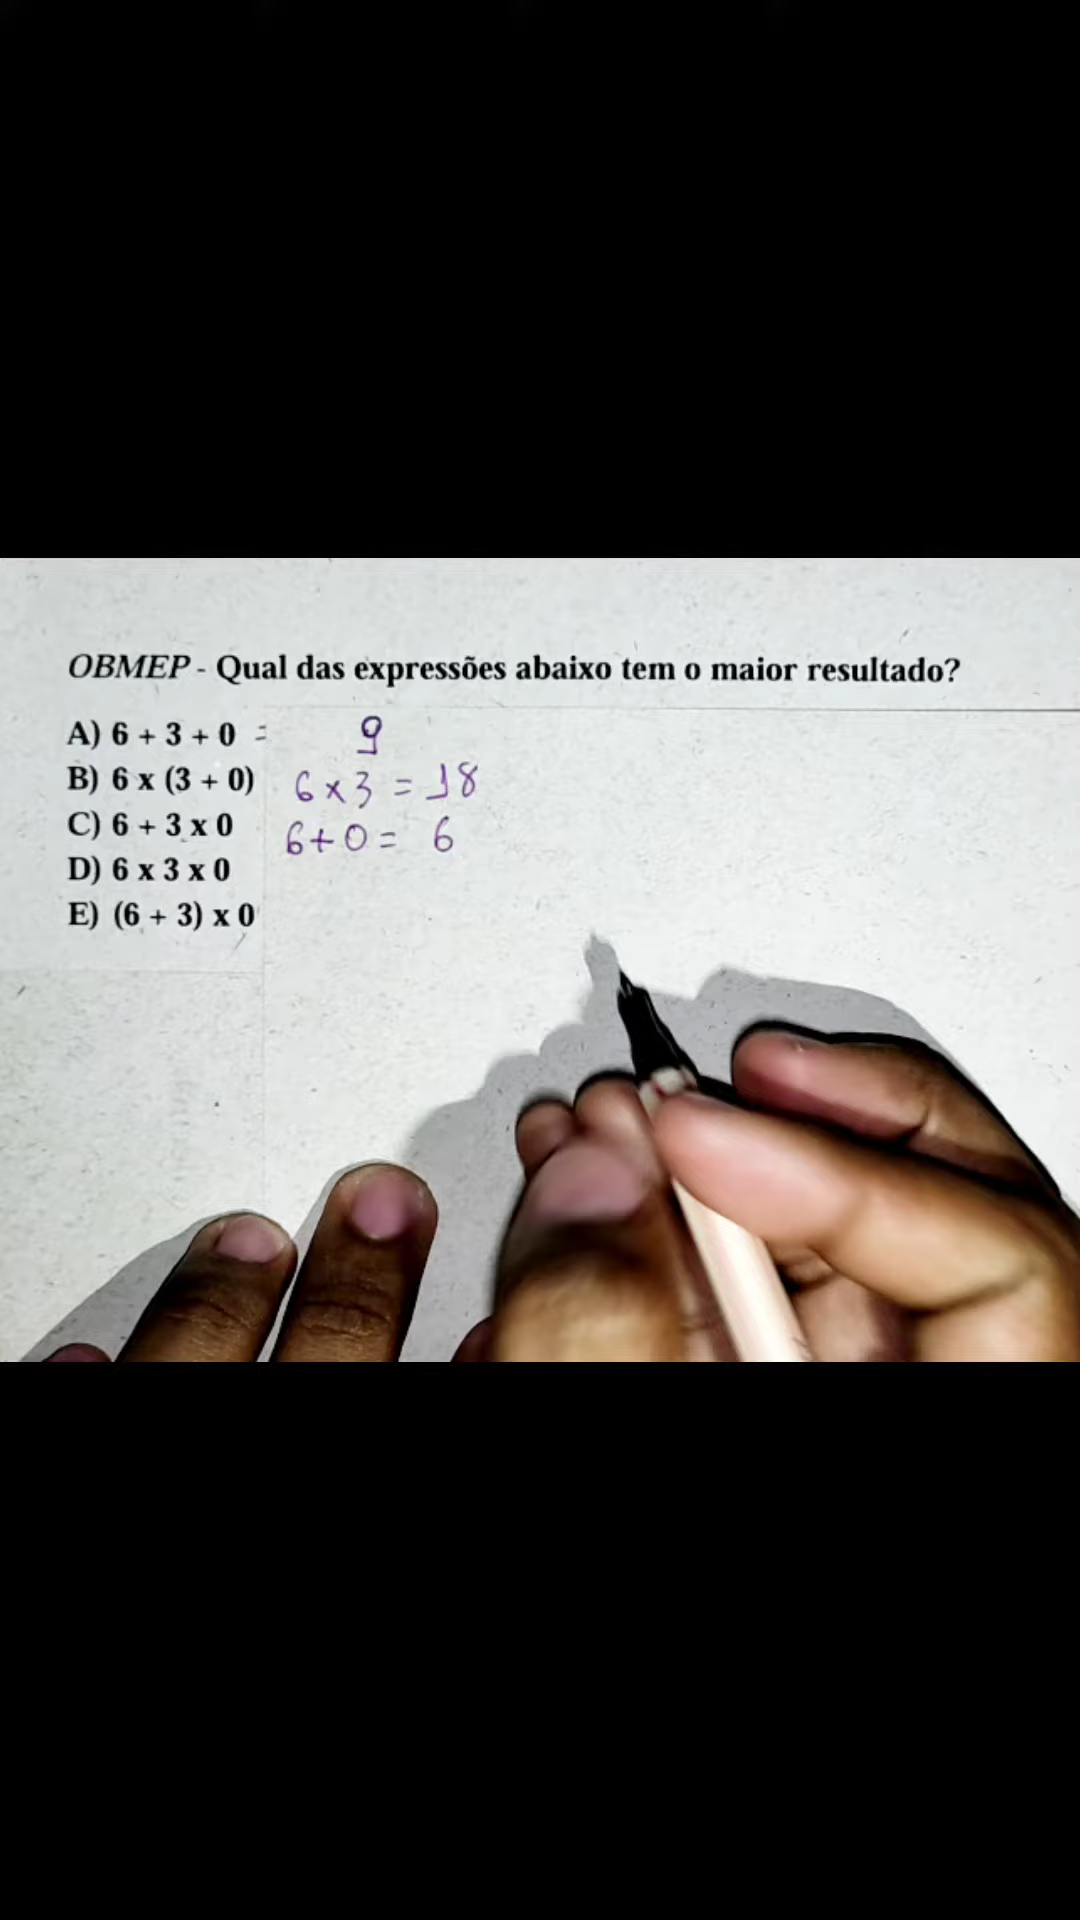 OBMEP - Qual das expressões abaixo tem o maior resultado?
A) 6 + 3 + 0 = 9
B) 6 x (3 + 0) 6 x 3 = 18
C) 6 + 3 x 0 6 + 0 = 6
D) 6 x 3 x 0
E) (6 + 3) x 0